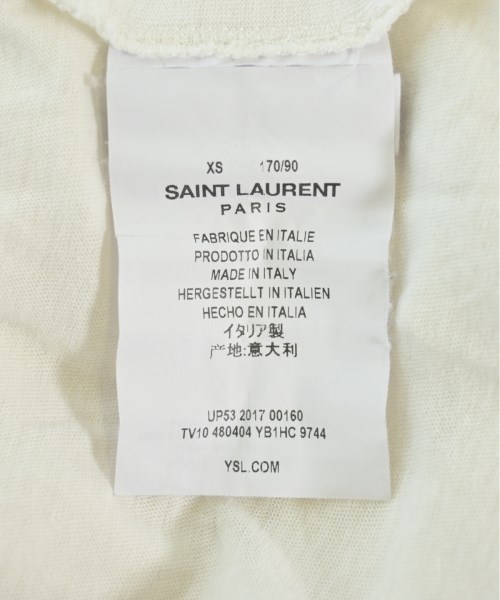 XS 170/90
SAINT LAURENT
PARIS
FABRIQUE EN ITALIE
PRODOTTO IN ITALIA
MADE IN ITALY
HERGESTELLT IN ITALIEN
HECHO EN ITALIA
イタリア製
产地:意大利
UP53 2017 00160
TV10 480404 YB1HC 9744
YSL.COM